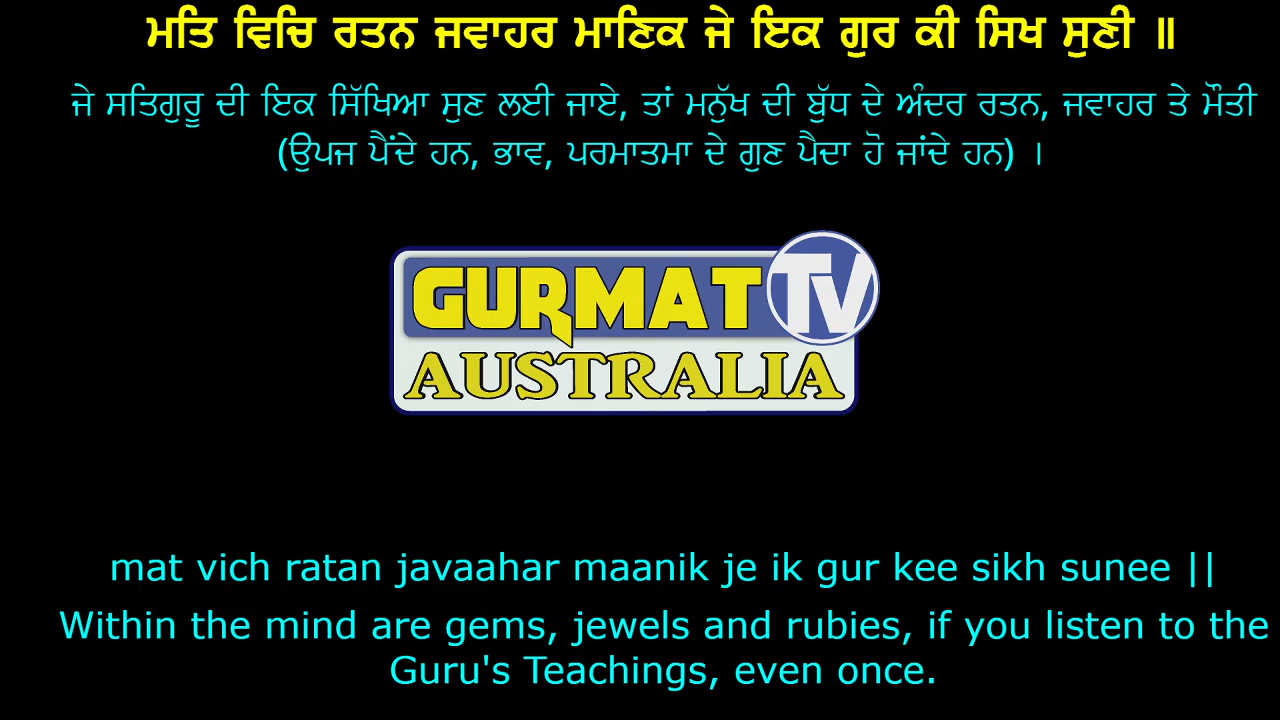 ਮਤਿ ਵਿਚਿ ਰਤਨ ਜਵਾਹਰ ਮਾਣਿਕ ਜੇ ਇਕ ਗੁਰ ਕੀ ਸਿਖ ਸੁਣੀ ॥
ਜੇ ਸਤਿਗੁਰੂ ਦੀ ਇਕ ਸਿੱਖਿਆ ਸੁਣ ਲਈ ਜਾਏ, ਤਾਂ ਮਨੁੱਖ ਦੀ ਬੁੱਧ ਦੇ ਅੰਦਰ ਰਤਨ, ਜਵਾਹਰ ਤੇ ਮੌਤੀ
(ਉਪਜ ਪੈਂਦੇ ਹਨ, ਭਾਵ, ਪਰਮਾਤਮਾ ਦੇ ਗੁਣ ਪੈਦਾ ਹੋ ਜਾਂਦੇ ਹਨ) ।
GURMAT TV
AUSTRALIA
mat vich ratan javaahar maanik je ik gur kee sikh sunee ||
Within the mind are gems, jewels and rubies, if you listen to the
Guru's Teachings, even once.